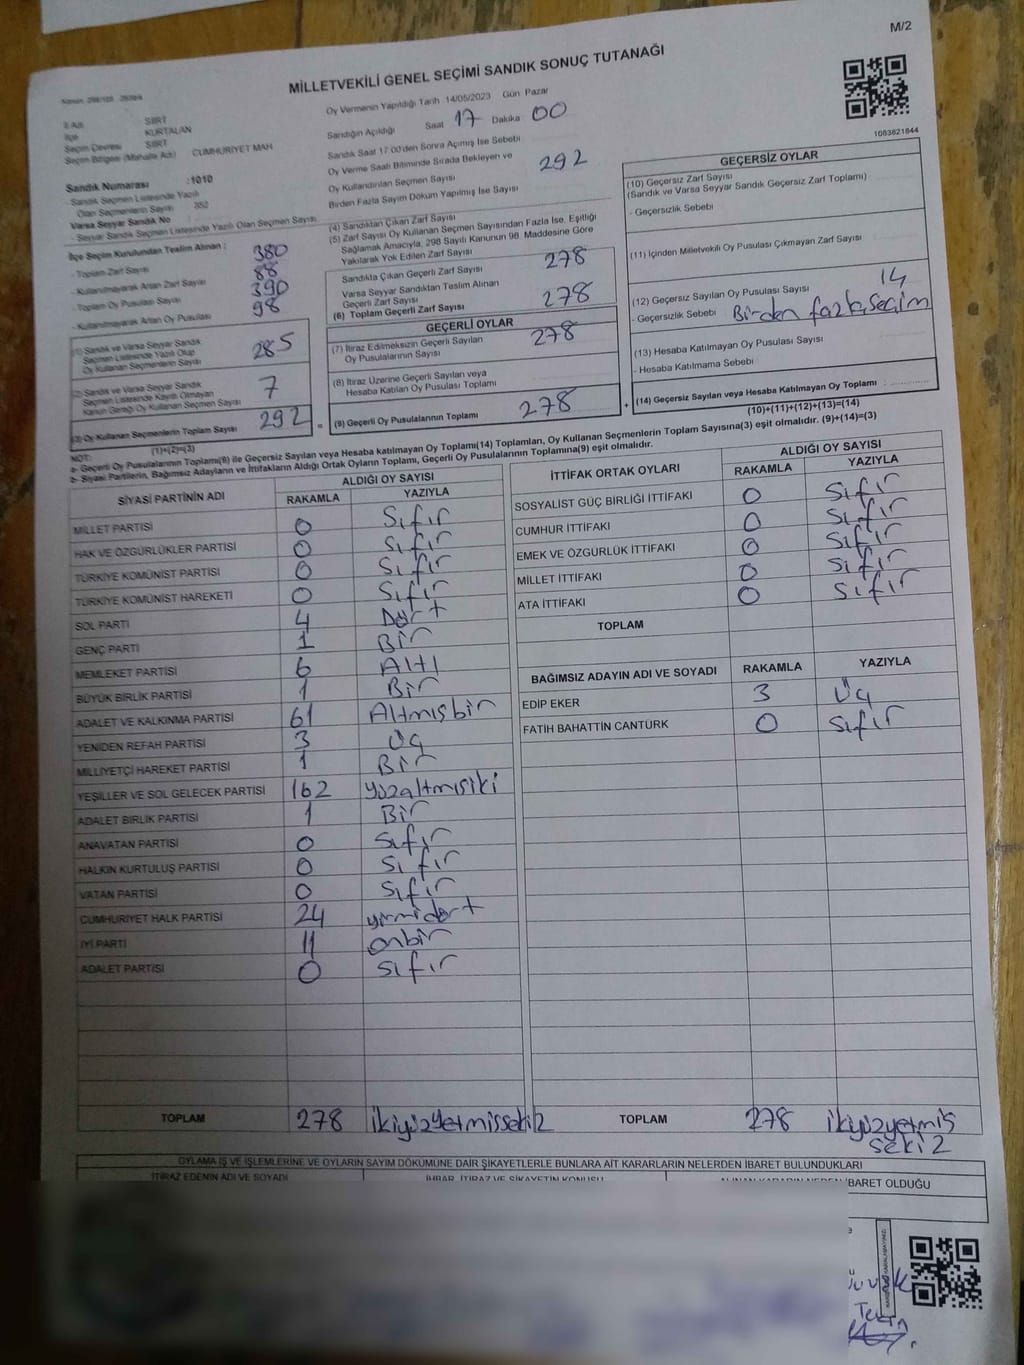 M/2
MİLLETVEKİLİ GENEL SEÇİMİ SANDIK SONUÇ TUTANAĞI
1083821844
İl Adı SİİRT
İlçe KURTALAN
Seçim Çevresi SİİRT
Seçim Bölgesi (Mahalle Adı) CUMHURİYET MAH
Sandık Numarası :1010
Sandık Seçmen Listesinde Yazılı
Olan Seçmenlerin Sayısı
Varsa Seyyar Sandık No
- Seyyar Sandık Seçmen Listesinde Yazılı Olan Seçmen Sayısı
Oy Vermenin Yapıldığı Tarih 14/05/2023 Gün Pazar
Sandığın Açıldığı Saat 17 Dakika 00
Sandık Saat 17:00'den Sonra Açılmış İse Sebebi
Oy Verme Saati Bitiminde Sırada Bekleyen ve
Oy Kullandırılan Seçmen Sayısı 292
Birden Fazla Sayım Döküm Yapılmış İse Sayısı
İlçe Seçim Kurulundan Teslim Alınan :
- Toplam Zarf Sayısı 380
- Kullanılmayarak Artan Zarf Sayısı 88
- Toplam Oy Pusulası Sayısı 390
- Kullanılmayarak Artan Oy Pusulası 98
(1) Sandık ve Varsa Seyyar Sandık
Seçmen Listesinde Yazılı Olup
Oy Kullanan Seçmenlerin Sayısı 285
(2) Sandık ve Varsa Seyyar Sandık
Seçmen Listesinde Kayıtlı Olmayan
Kanun Gereği Oy Kullanan Seçmen Sayısı 7
(3) Oy Kullanan Seçmenlerin Toplam Sayısı 292
(1)+(2)=(3)
(4) Sandıktan Çıkan Zarf Sayısı
(5) Zarf Sayısı Oy Kullanan Seçmen Sayısından Fazla İse, Eşitliği
Sağlamak Amacıyla, 298 Sayılı Kanunun 98. Maddesine Göre
Yakılarak Yok Edilen Zarf Sayısı
Sandıkta Çıkan Geçerli Zarf Sayısı 278
Varsa Seyyar Sandıktan Teslim Alınan
Geçerli Zarf Sayısı
(6) Toplam Geçerli Zarf Sayısı 278
GEÇERLİ OYLAR
(7) İtiraz Edilmeksizin Geçerli Sayılan
Oy Pusulalarının Sayısı 278
(8) İtiraz Üzerine Geçerli Sayılan veya
Hesaba Katılan Oy Pusulası Toplamı
(9) Geçerli Oy Pusulalarının Toplamı 278
GEÇERSİZ OYLAR
(10) Geçersiz Zarf Sayısı
(Sandık ve Varsa Seyyar Sandık Geçersiz Zarf Toplamı)
- Geçersizlik Sebebi
(11) İçinden Milletvekili Oy Pusulası Çıkmayan Zarf Sayısı
(12) Geçersiz Sayılan Oy Pusulası Sayısı 14
- Geçersizlik Sebebi Birden fazla seçim
(13) Hesaba Katılmayan Oy Pusulası Sayısı
- Hesaba Katılmama Sebebi
(14) Geçersiz Sayılan veya Hesaba Katılmayan Oy Toplamı
(10)+(11)+(12)+(13)=(14)
NOT:
a- Geçerli Oy Pusulalarının Toplamı(9) ile Geçersiz Sayılan veya Hesaba Katılmayan Oy Toplamı(14) Toplamları, Oy Kullanan Seçmenlerin Toplam Sayısına(3) eşit olmalıdır. (9)+(14)=(3)
b- Siyasi Partilerin, Bağımsız Adayların ve İttifakların Aldığı Ortak Oyların Toplamı, Geçerli Oy Pusulalarının Toplamına(9) eşit olmalıdır.
SİYASİ PARTİNİN ADI ALDIĞI OY SAYISI
RAKAMLA YAZIYLA
MİLLET PARTİSİ 0 Sıfır
HAK VE ÖZGÜRLÜKLER PARTİSİ 0 Sıfır
TÜRKİYE KOMÜNİST PARTİSİ 0 Sıfır
TÜRKİYE KOMÜNİST HAREKETİ 0 Sıfır
SOL PARTİ 4 Dört
GENÇ PARTİ 1 Bir
MEMLEKET PARTİSİ 6 Altı
BÜYÜK BİRLİK PARTİSİ 1 Bir
ADALET VE KALKINMA PARTİSİ 61 Altmışbir
YENİDEN REFAH PARTİSİ 3 Üç
MİLLİYETÇİ HAREKET PARTİSİ 1 Bir
YEŞİLLER VE SOL GELECEK PARTİSİ 162 yüzaltmışiki
ADALET BİRLİK PARTİSİ 1 Bir
ANAVATAN PARTİSİ 0 Sıfır
HALKIN KURTULUŞ PARTİSİ 0 Sıfır
VATAN PARTİSİ 0 Sıfır
CUMHURİYET HALK PARTİSİ 24 yirmidört
İYİ PARTİ 11 onbir
ADALET PARTİSİ 0 Sıfır
TOPLAM 278 ikiyüzyetmişsekiz
İTTİFAK ORTAK OYLARI ALDIĞI OY SAYISI
RAKAMLA YAZIYLA
SOSYALİST GÜÇ BİRLİĞİ İTTİFAKI 0 Sıfır
CUMHUR İTTİFAKI 0 Sıfır
EMEK VE ÖZGÜRLÜK İTTİFAKI 0 Sıfır
MİLLET İTTİFAKI 0 Sıfır
ATA İTTİFAKI 0 Sıfır
TOPLAM
BAĞIMSIZ ADAYIN ADI VE SOYADI RAKAMLA YAZIYLA
EDİP EKER 3 Üç
FATİH BAHATTİN CANTÜRK 0 Sıfır
TOPLAM 278 ikiyüzyetmiş
sekiz
OYLAMA İŞ VE İŞLEMLERİNE VE OYLARIN SAYIM DÖKÜMÜNE DAİR ŞİKAYETLERLE BUNLARA AİT KARARLARIN NELERDEN İBARET BULUNDUKLARI
İTİRAZ EDENİN ADI VE SOYADI İHBAR, İTİRAZ VE ŞİKAYETİN KONUSU ALINAN KARARIN NEDEN İBARET OLDUĞU